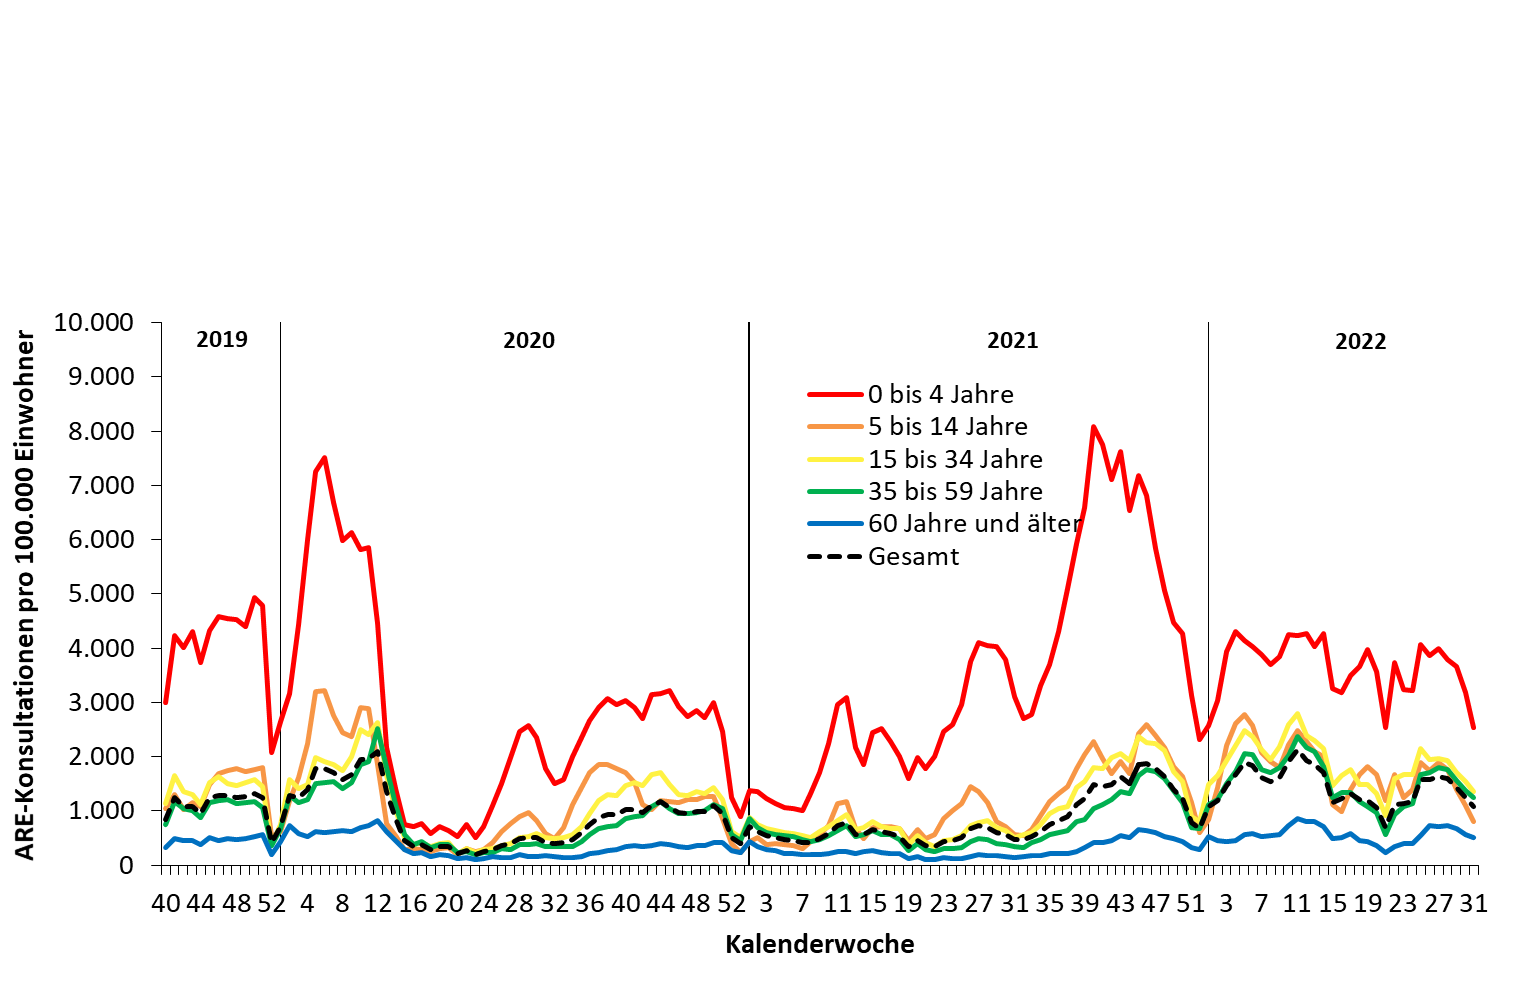 ARE-Konsultationen pro 100.000 Einwohner
10.000
9.000
8.000
7.000
6.000
5.000
4.000
3.000
2.000
1.000
0
2019
2020
2021
2022
0 bis 4 Jahre
5 bis 14 Jahre
15 bis 34 Jahre
35 bis 59 Jahre
60 Jahre und älter
Gesamt
40 44 48 52 4 8 12 16 20 24 28 32 36 40 44 48 52 3 7 11 15 19 23 27 31 35 39 43 47 51 3 7 11 15 19 23 27 31
Kalenderwoche